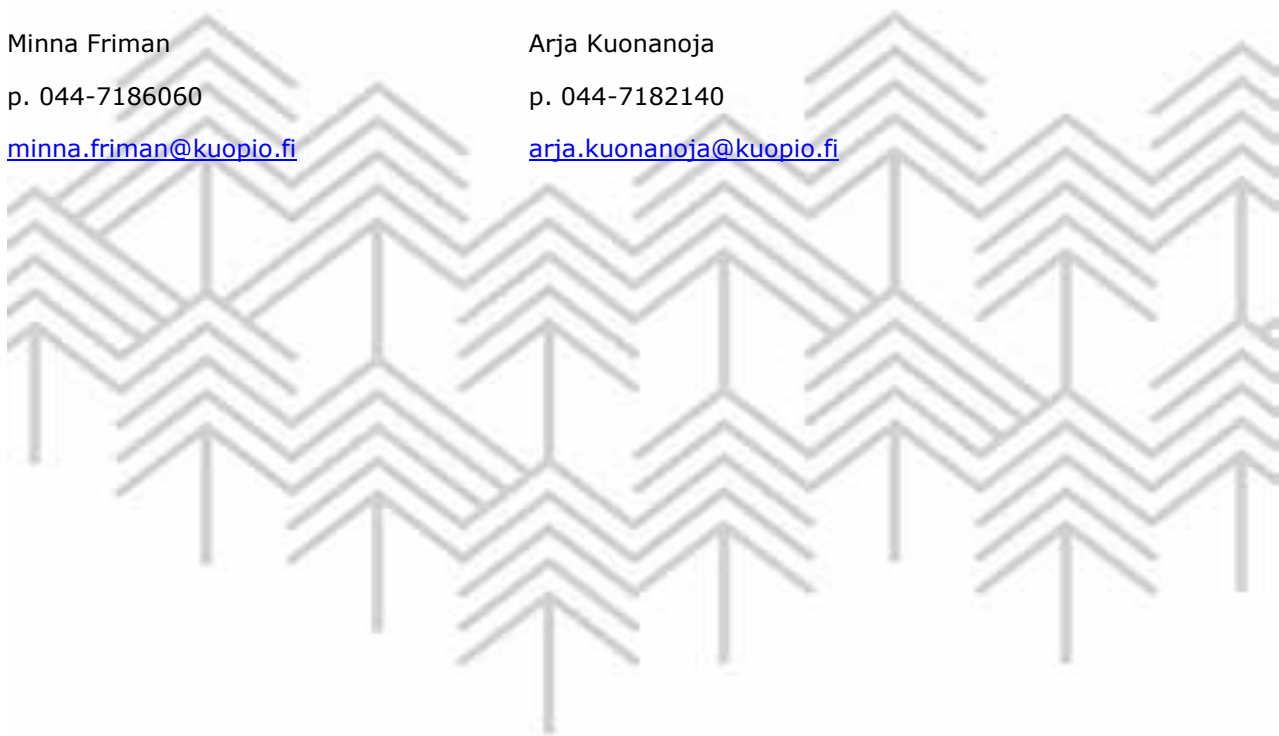 Minna Friman
p. 044-7186060
minna.friman@kuopio.fi
Arja Kuonanoja
p. 044-7182140
arja.kuonanoja@kuopio.fi